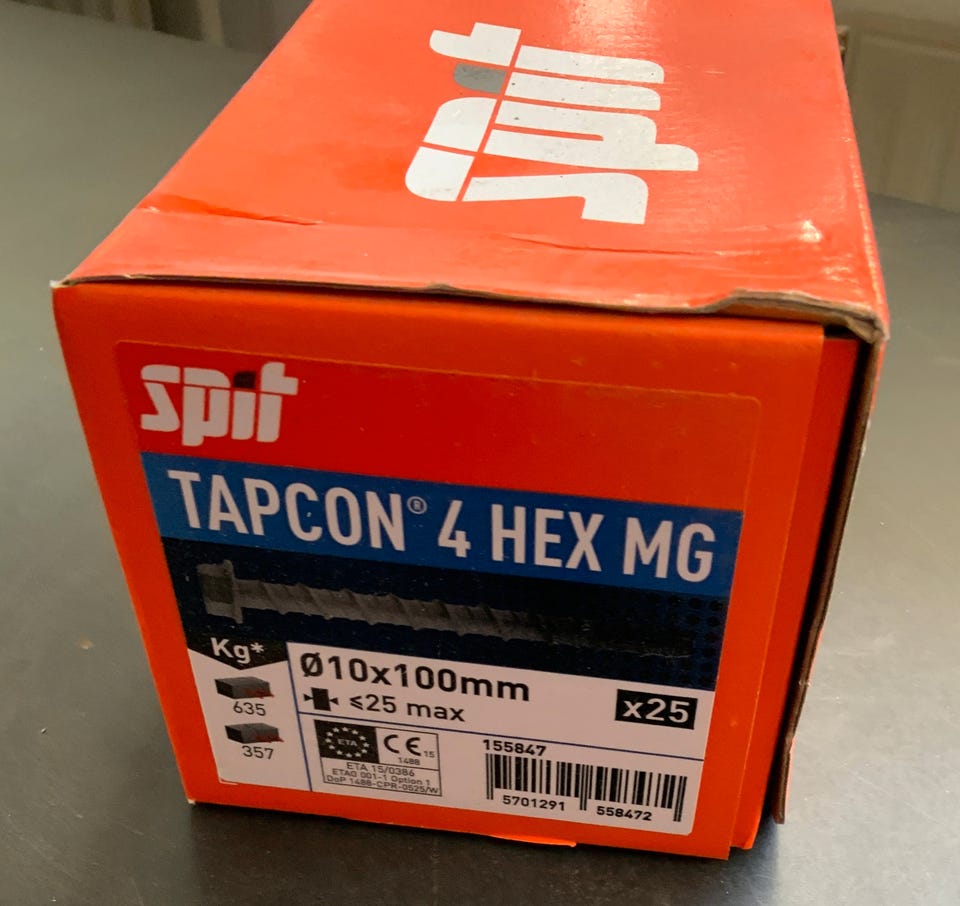 spit
spit
TAPCON® 4 HEX MG
Kg*
635
357
Ø10x100mm
≤25 max
x25
ETA
CE 15
1488
ETA 15/0386
ETAG 001-1 Option 1
DoP 1488-CPR-0525/W
155847
5701291 558472